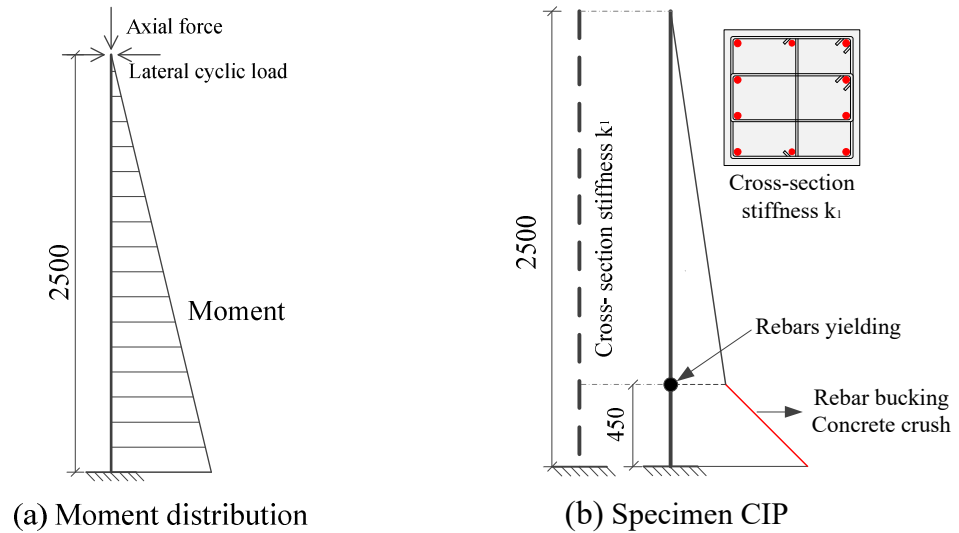 Axial force
Lateral cyclic load
2500
Moment
(a) Moment distribution
2500
Cross- section stiffness k1
Cross-section
stiffness k1
Rebars yielding
450
Rebar bucking
Concrete crush
(b) Specimen CIP